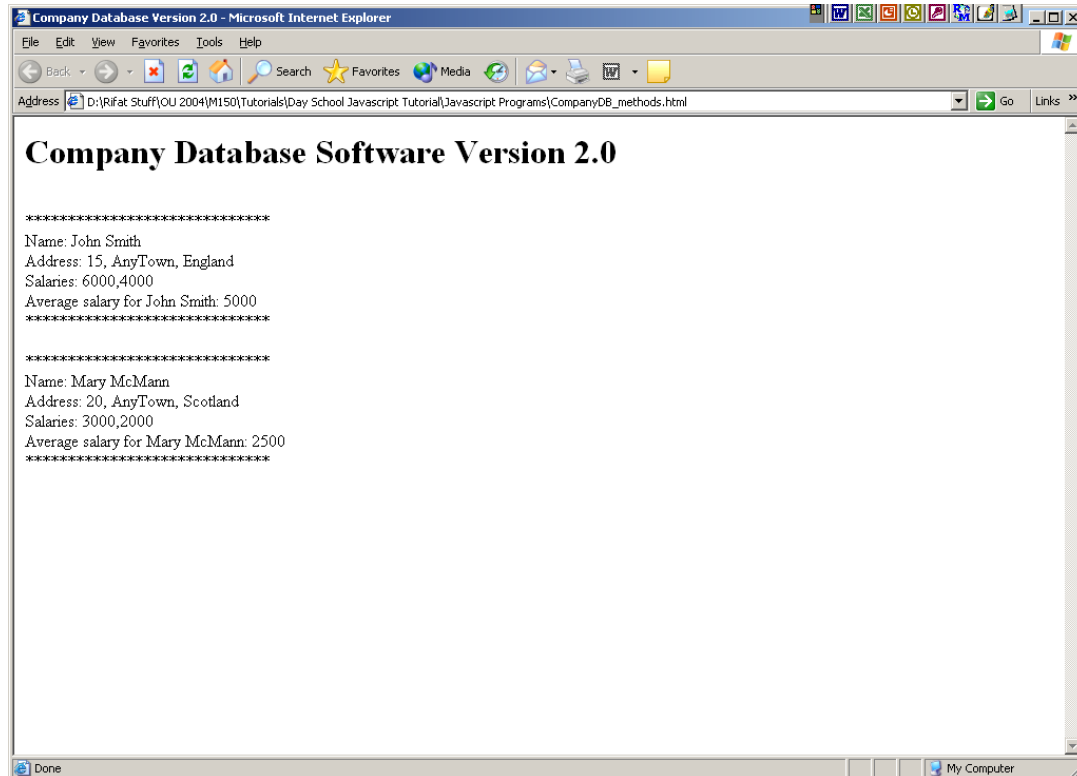 Company Database Version 2.0 - Microsoft Internet Explorer
File Edit View Favorites Tools Help
Back Search Favorites Media
Address D:\Rifat Stuff\OU 2004\M150\Tutorials\Day School Javascript Tutorial\Javascript Programs\CompanyDB_methods.html Go Links »
Company Database Software Version 2.0
*****************************
Name: John Smith
Address: 15, AnyTown, England
Salaries: 6000,4000
Average salary for John Smith: 5000
*****************************
*****************************
Name: Mary McMann
Address: 20, AnyTown, Scotland
Salaries: 3000,2000
Average salary for Mary McMann: 2500
*****************************
Done My Computer